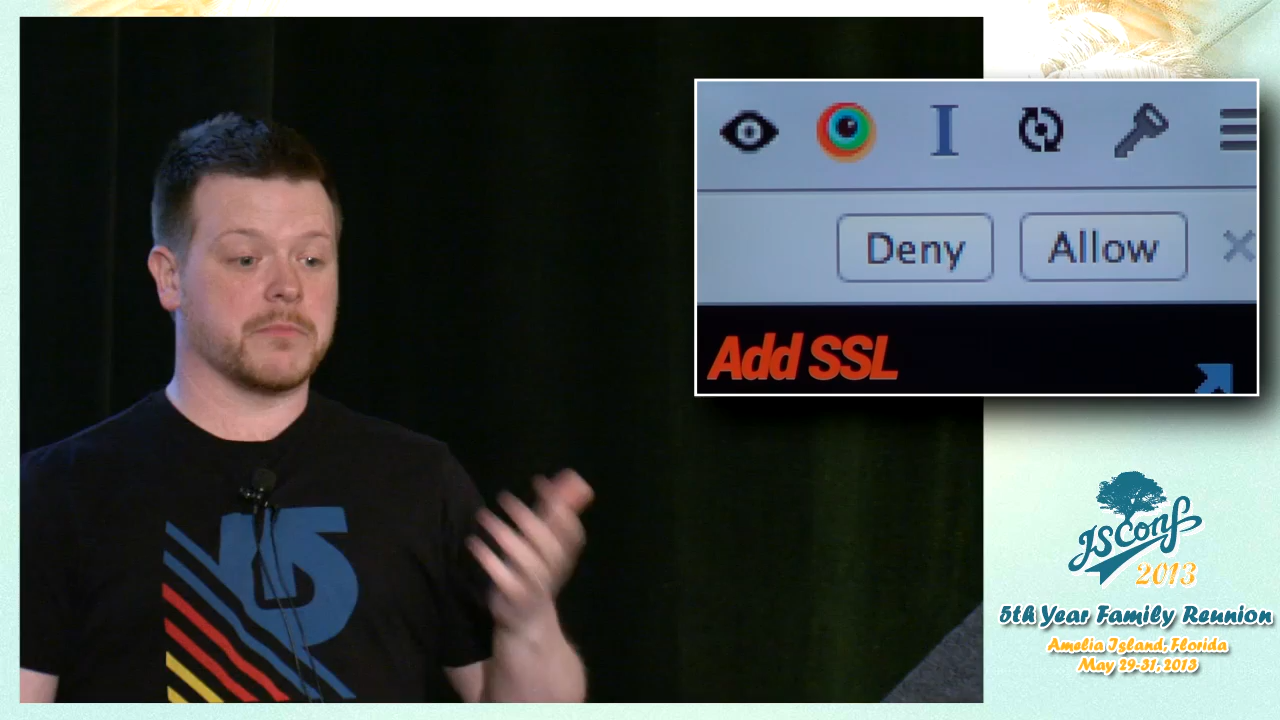 Deny
Allow
Add SSL
JSConf
2013
5th Year Family Reunion
Amelia Island, Florida
May 29-31, 2013